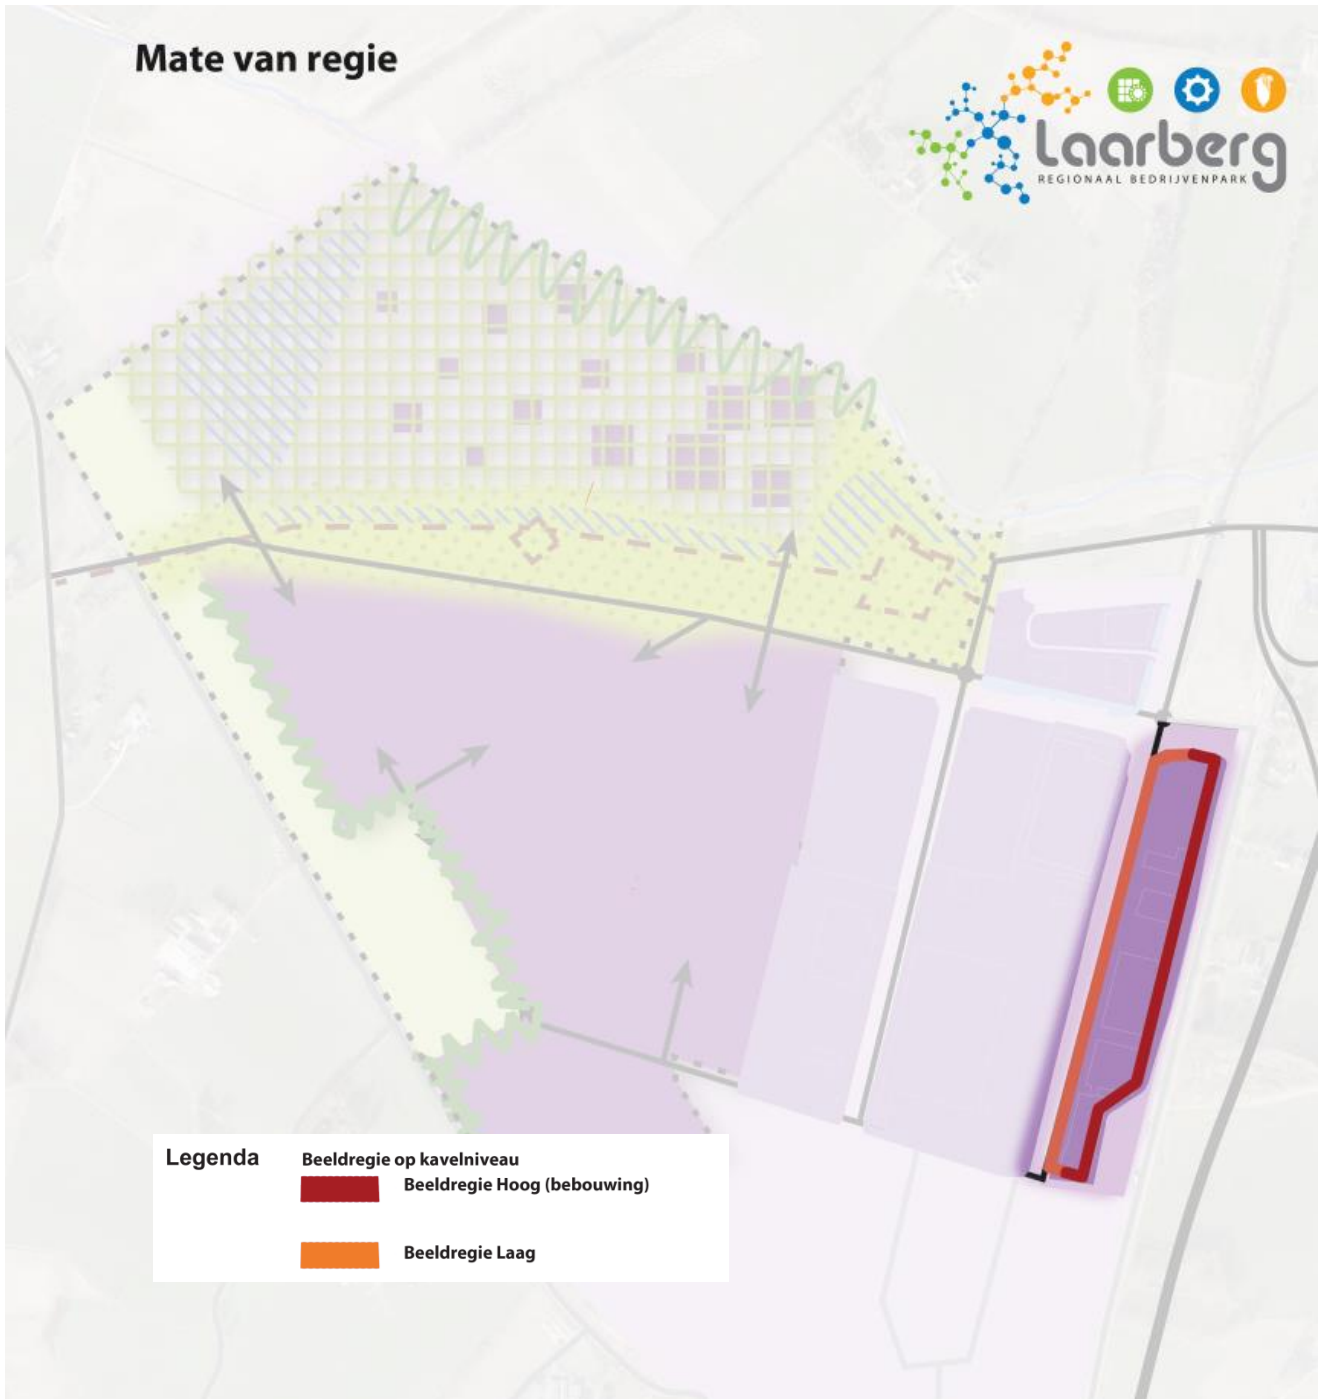 Mate van regie
Laarberg
REGIONAAL BEDRIJVENPARK
Legenda
Beeldregie op kavelniveau
Beeldregie Hoog (bebouwing)
Beeldregie Laag